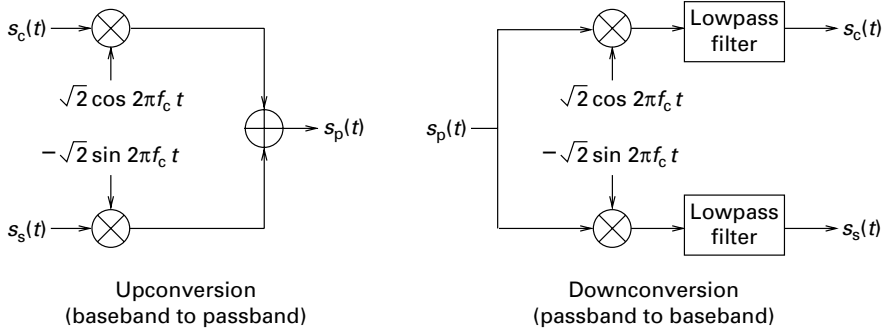 s_c(t)
√2 cos 2πf_c t
− √2 sin 2πf_c t
s_s(t)
s_p(t)
Upconversion
(baseband to passband)
s_p(t)
√2 cos 2πf_c t
− √2 sin 2πf_c t
Lowpass
filter
s_c(t)
Lowpass
filter
s_s(t)
Downconversion
(passband to baseband)